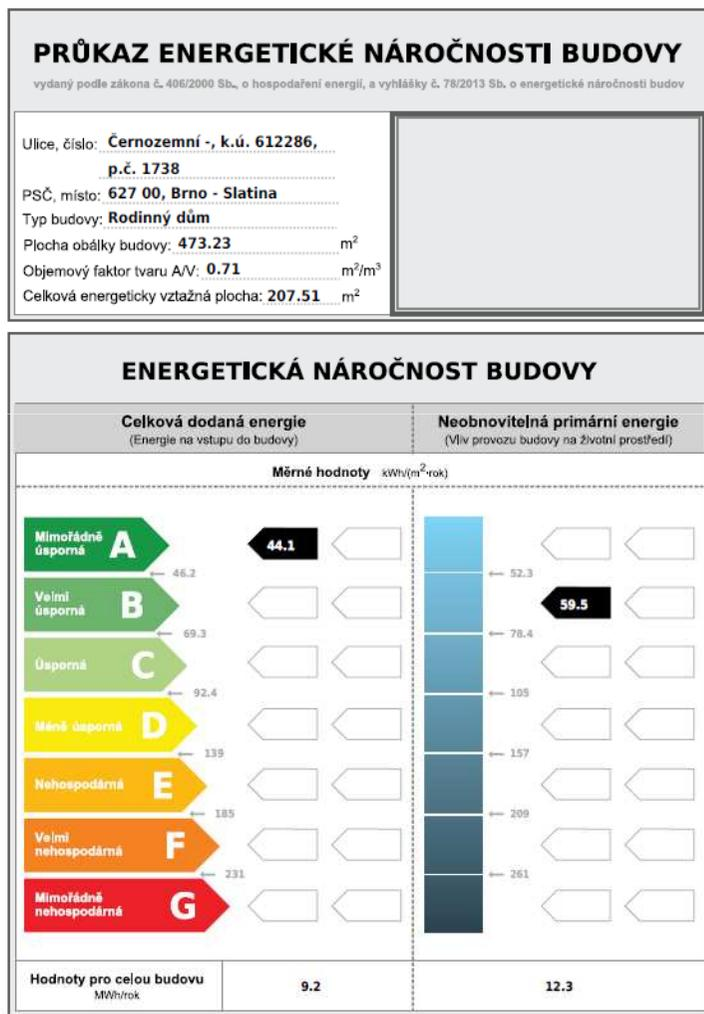 PRŮKAZ ENERGETICKÉ NÁROČNOSTI BUDOVY
vydaný podle zákona č. 406/2000 Sb., o hospodaření energií, a vyhlášky č. 78/2013 Sb. o energetické náročnosti budov
Ulice, číslo: Černozemní -, k.ú. 612286,
p.č. 1738
PSČ, místo: 627 00, Brno - Slatina
Typ budovy: Rodinný dům
Plocha obálky budovy: 473.23 m²
Objemový faktor tvaru A/V: 0.71 m²/m³
Celková energeticky vztažná plocha: 207.51 m²
ENERGETICKÁ NÁROČNOST BUDOVY
Celková dodaná energie
(Energie na vstupu do budovy)
Neobnovitelná primární energie
(Vliv provozu budovy na životní prostředí)
Měrné hodnoty kWh/(m²·rok)
Mimořádně úsporná A 44.1
46.2 52.3
Velmi úsporná B 59.5
69.3 78.4
Úsporná C
92.4 105
Méně úsporná D
139 157
Nehospodárná E
185 209
Velmi nehospodárná F
231 261
Mimořádně nehospodárná G
Hodnoty pro celou budovu
MWh/rok
9.2 12.3